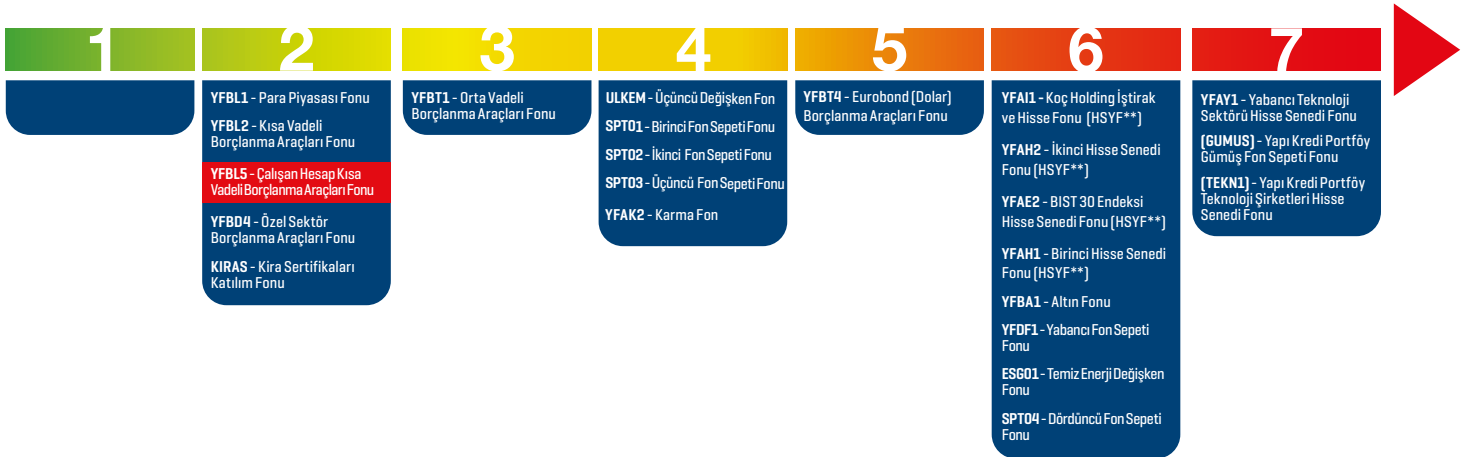 1
2
3
4
5
6
7
YFBL1 - Para Piyasası Fonu
YFBL2 - Kısa Vadeli
Borçlanma Araçları Fonu
YFBL5 - Çalışan Hesap Kısa
Vadeli Borçlanma Araçları Fonu
YFBD4 - Özel Sektör
Borçlanma Araçları Fonu
KIRAS - Kira Sertifikaları
Katılım Fonu
YFBT1 - Orta Vadeli
Borçlanma Araçları Fonu
ULKEM - Üçüncü Değişken Fon
SPT01 - Birinci Fon Sepeti Fonu
SPT02 - İkinci Fon Sepeti Fonu
SPT03 - Üçüncü Fon Sepeti Fonu
YFAK2 - Karma Fon
YFBT4 - Eurobond (Dolar)
Borçlanma Araçları Fonu
YFAI1 - Koç Holding İştirak
ve Hisse Fonu (HSYF**)
YFAH2 - İkinci Hisse Senedi
Fonu (HSYF**)
YFAE2 - BIST 30 Endeksi
Hisse Senedi Fonu (HSYF**)
YFAH1 - Birinci Hisse Senedi
Fonu (HSYF**)
YFBA1 - Altın Fonu
YFDF1 - Yabancı Fon Sepeti
Fonu
ESG01 - Temiz Enerji Değişken
Fonu
SPT04 - Dördüncü Fon Sepeti
Fonu
YFAY1 - Yabancı Teknoloji
Sektörü Hisse Senedi Fonu
(GUMUS) - Yapı Kredi Portföy
Gümüş Fon Sepeti Fonu
(TEKN1) - Yapı Kredi Portföy
Teknoloji Şirketleri Hisse
Senedi Fonu